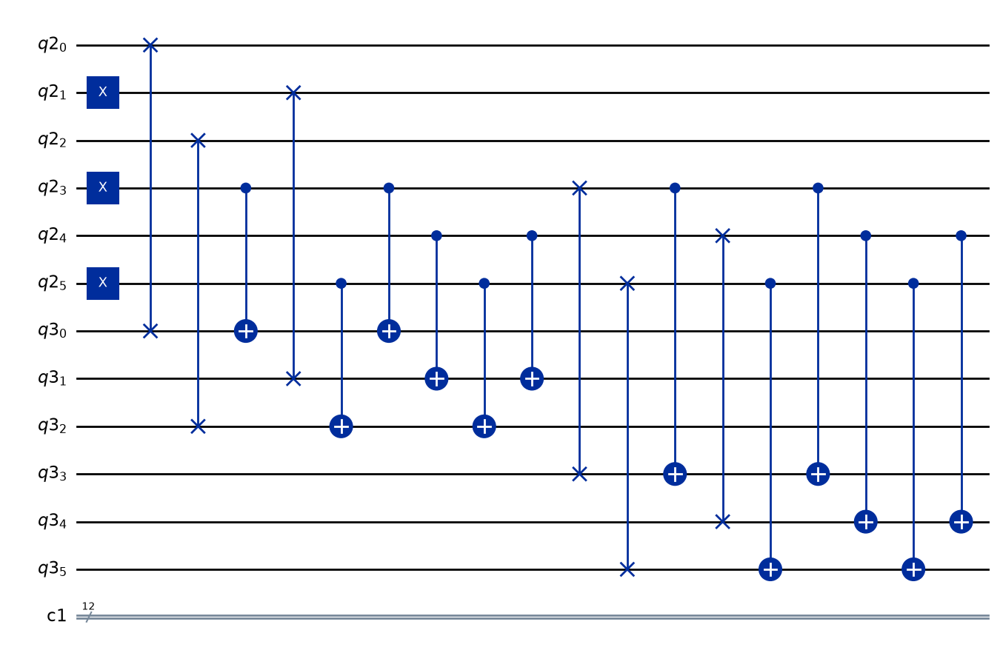 q2₀
q2₁ X
q2₂
q2₃ X
q2₄
q2₅ X
q3₀
q3₁
q3₂
q3₃
q3₄
q3₅
12
c1